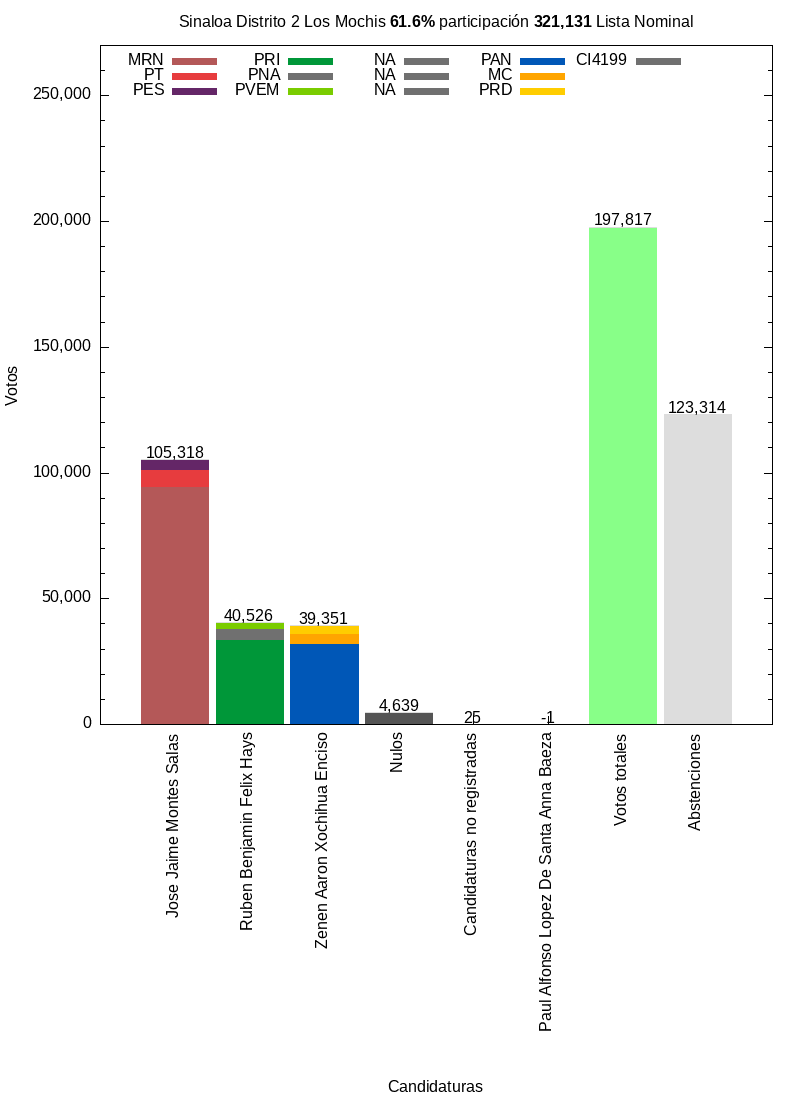 Sinaloa Distrito 2 Los Mochis 61.6% participación 321,131 Lista Nominal
MRN PRI NA PAN CI4199
PT PNA NA MC
PES PVEM NA PRD
Votos
250,000
200,000
150,000
100,000
50,000
0
105,318
40,526
39,351
4,639
25
-1
197,817
123,314
Jose Jaime Montes Salas
Ruben Benjamin Felix Hays
Zenen Aaron Xochihua Enciso
Nulos
Candidaturas no registradas
Paul Alfonso Lopez De Santa Anna Baeza
Votos totales
Abstenciones
Candidaturas